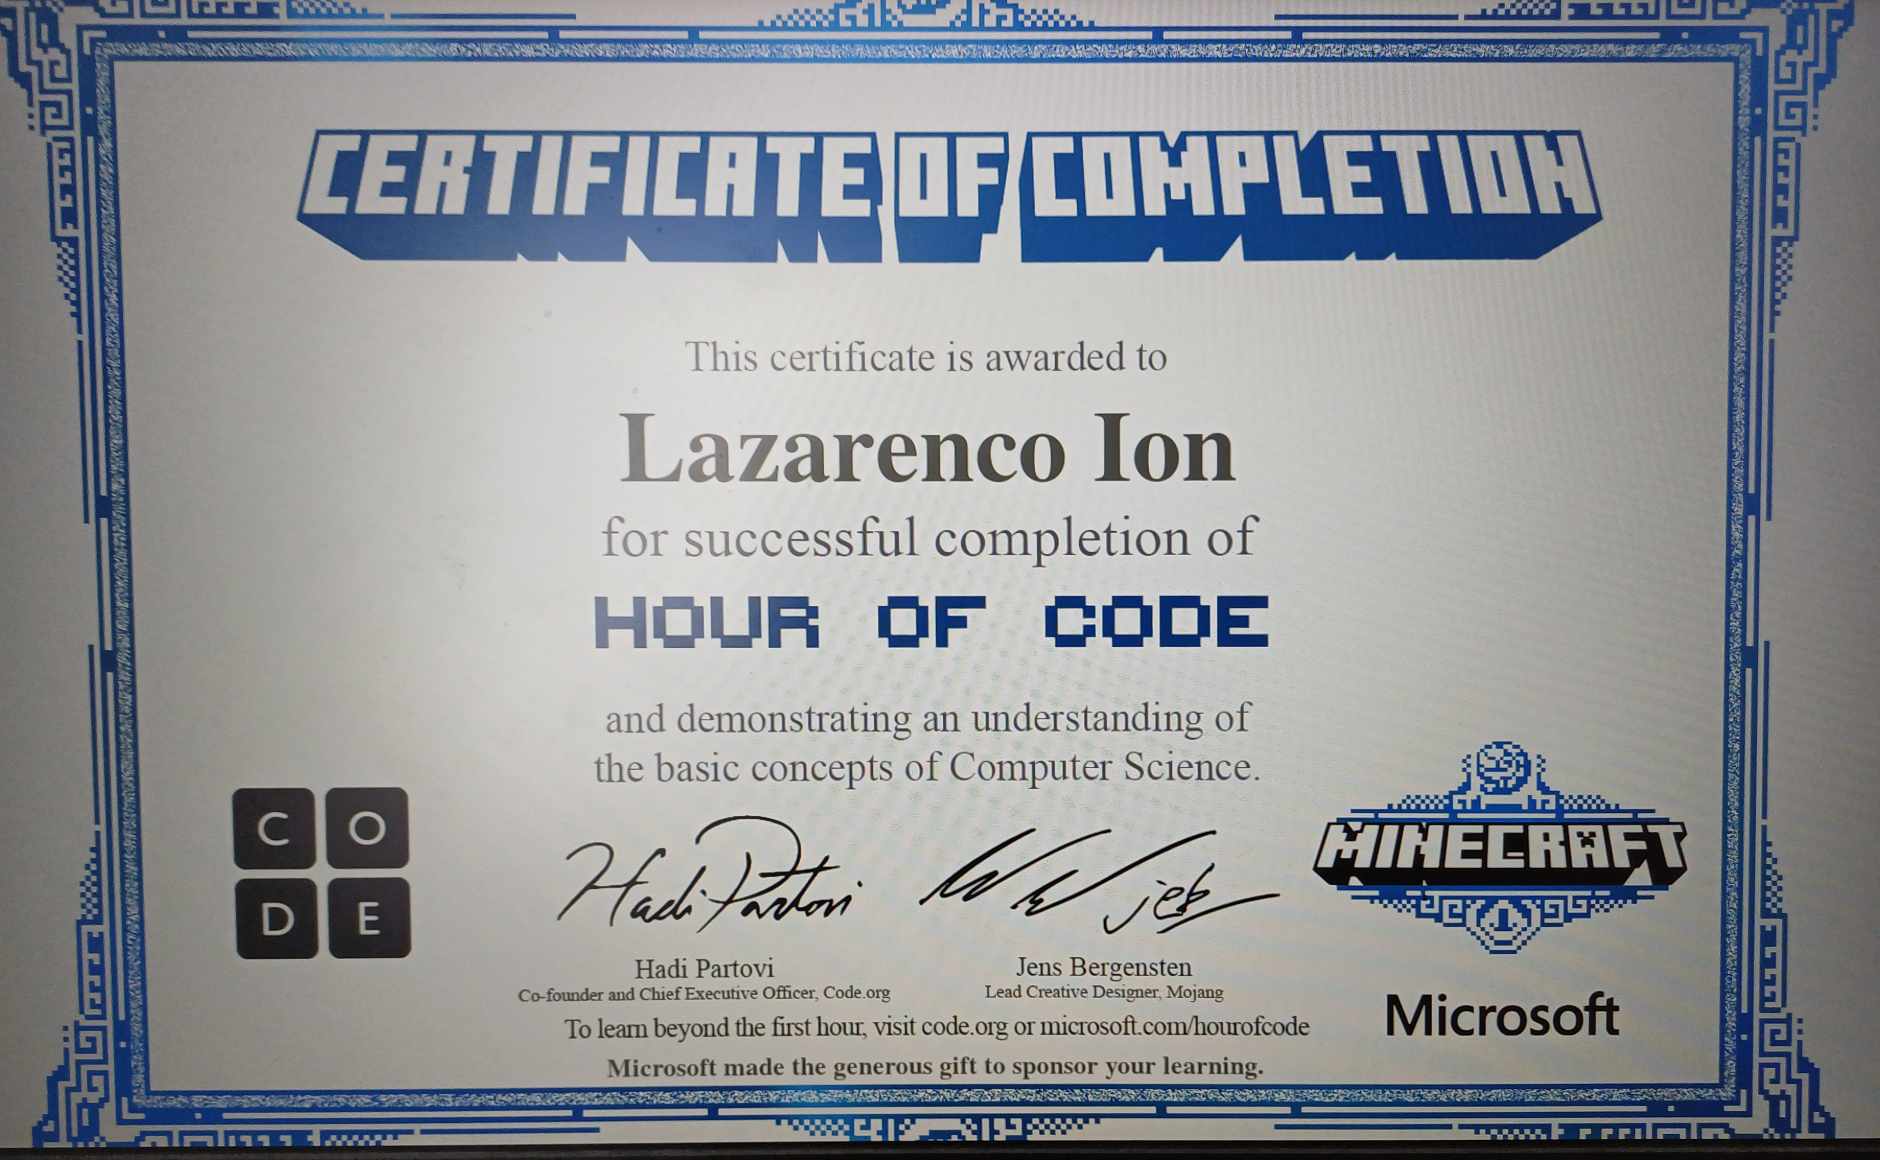 CERTIFICATE OF COMPLETION
This certificate is awarded to
Lazarenco Ion
for successful completion of
HOUR OF CODE
and demonstrating an understanding of
the basic concepts of Computer Science.
C O
D E
Hadi Partovi
WW jeb
MINECRAFT
Hadi Partovi
Co-founder and Chief Executive Officer, Code.org
Jens Bergensten
Lead Creative Designer, Mojang
Microsoft
To learn beyond the first hour, visit code.org or microsoft.com/hourofcode
Microsoft made the generous gift to sponsor your learning.